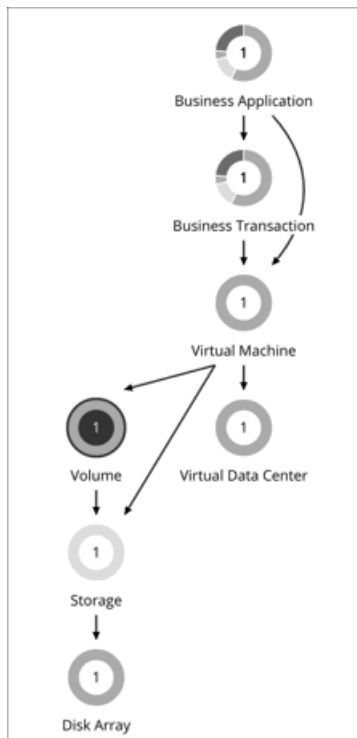 1
Business Application
1
Business Transaction
1
Virtual Machine
1
Volume
1
Virtual Data Center
1
Storage
1
Disk Array